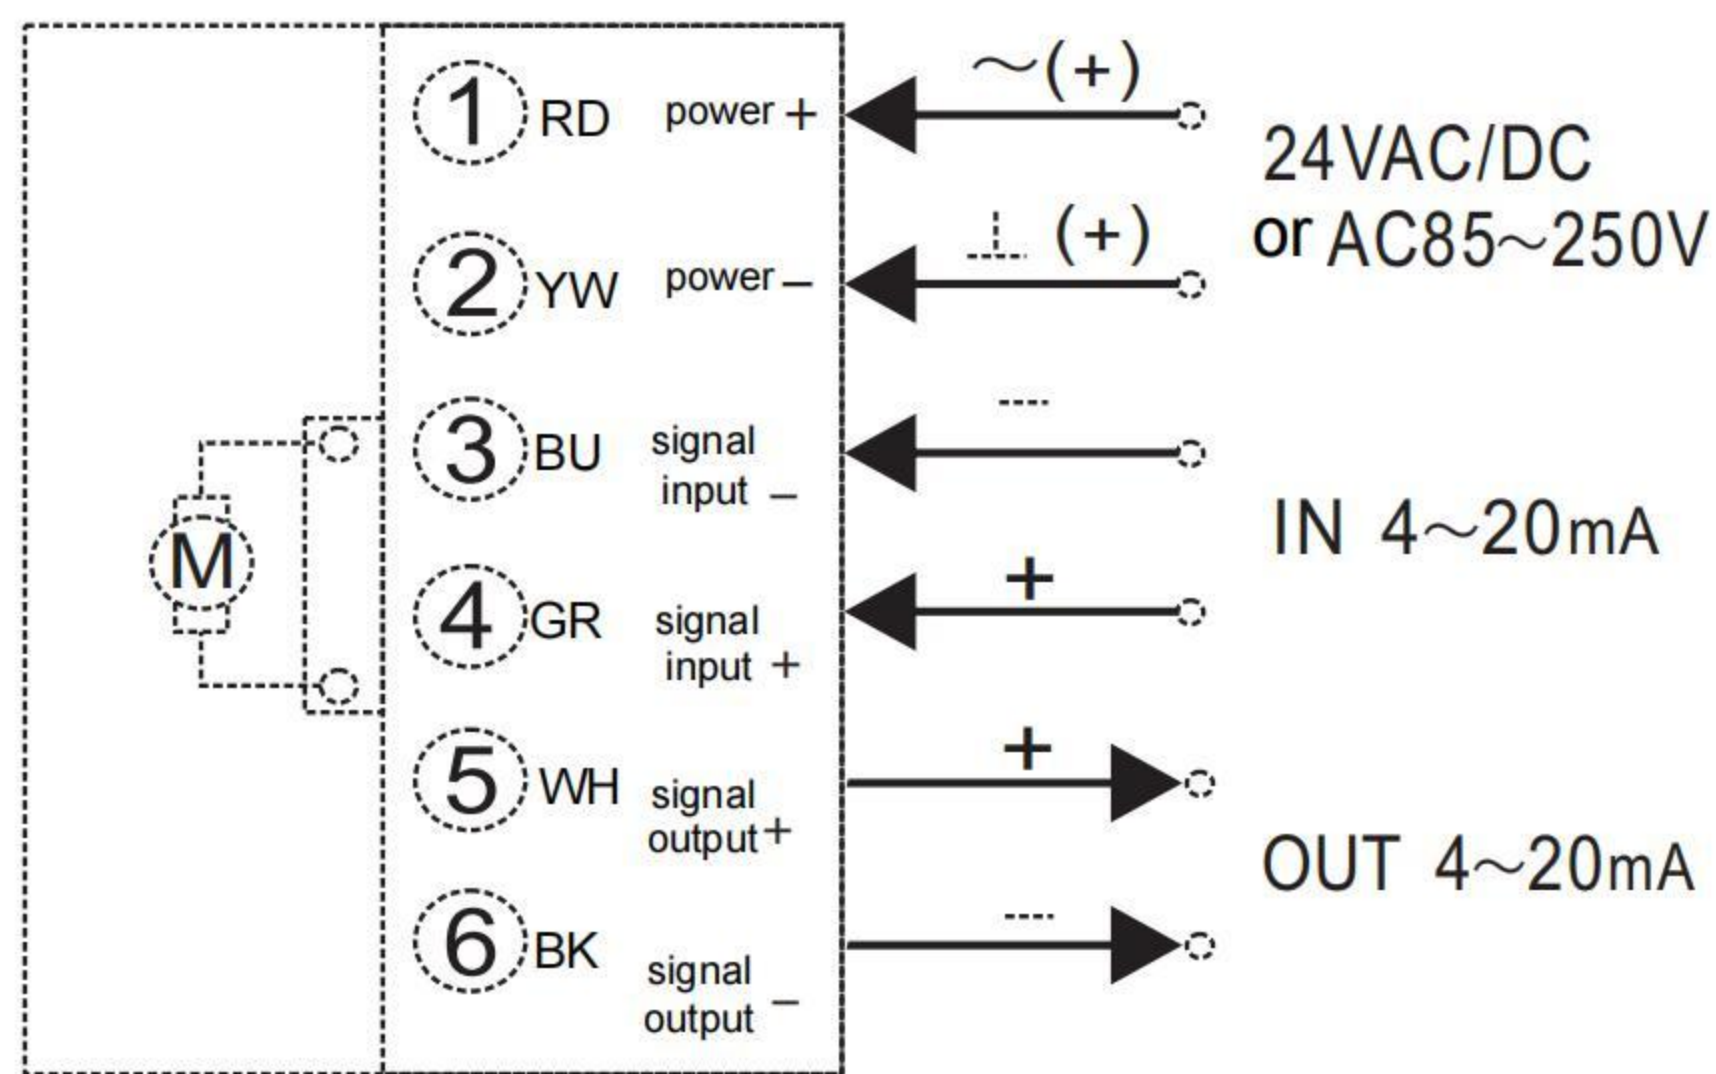 ～(+)
1 RD power +
24VAC/DC
⊥ (+)
or AC85～250V
2 YW power –
3 BU signal
input –
IN 4～20mA
+
4 GR signal
input +
+
5 WH signal
output +
OUT 4～20mA
6 BK signal
output –
M